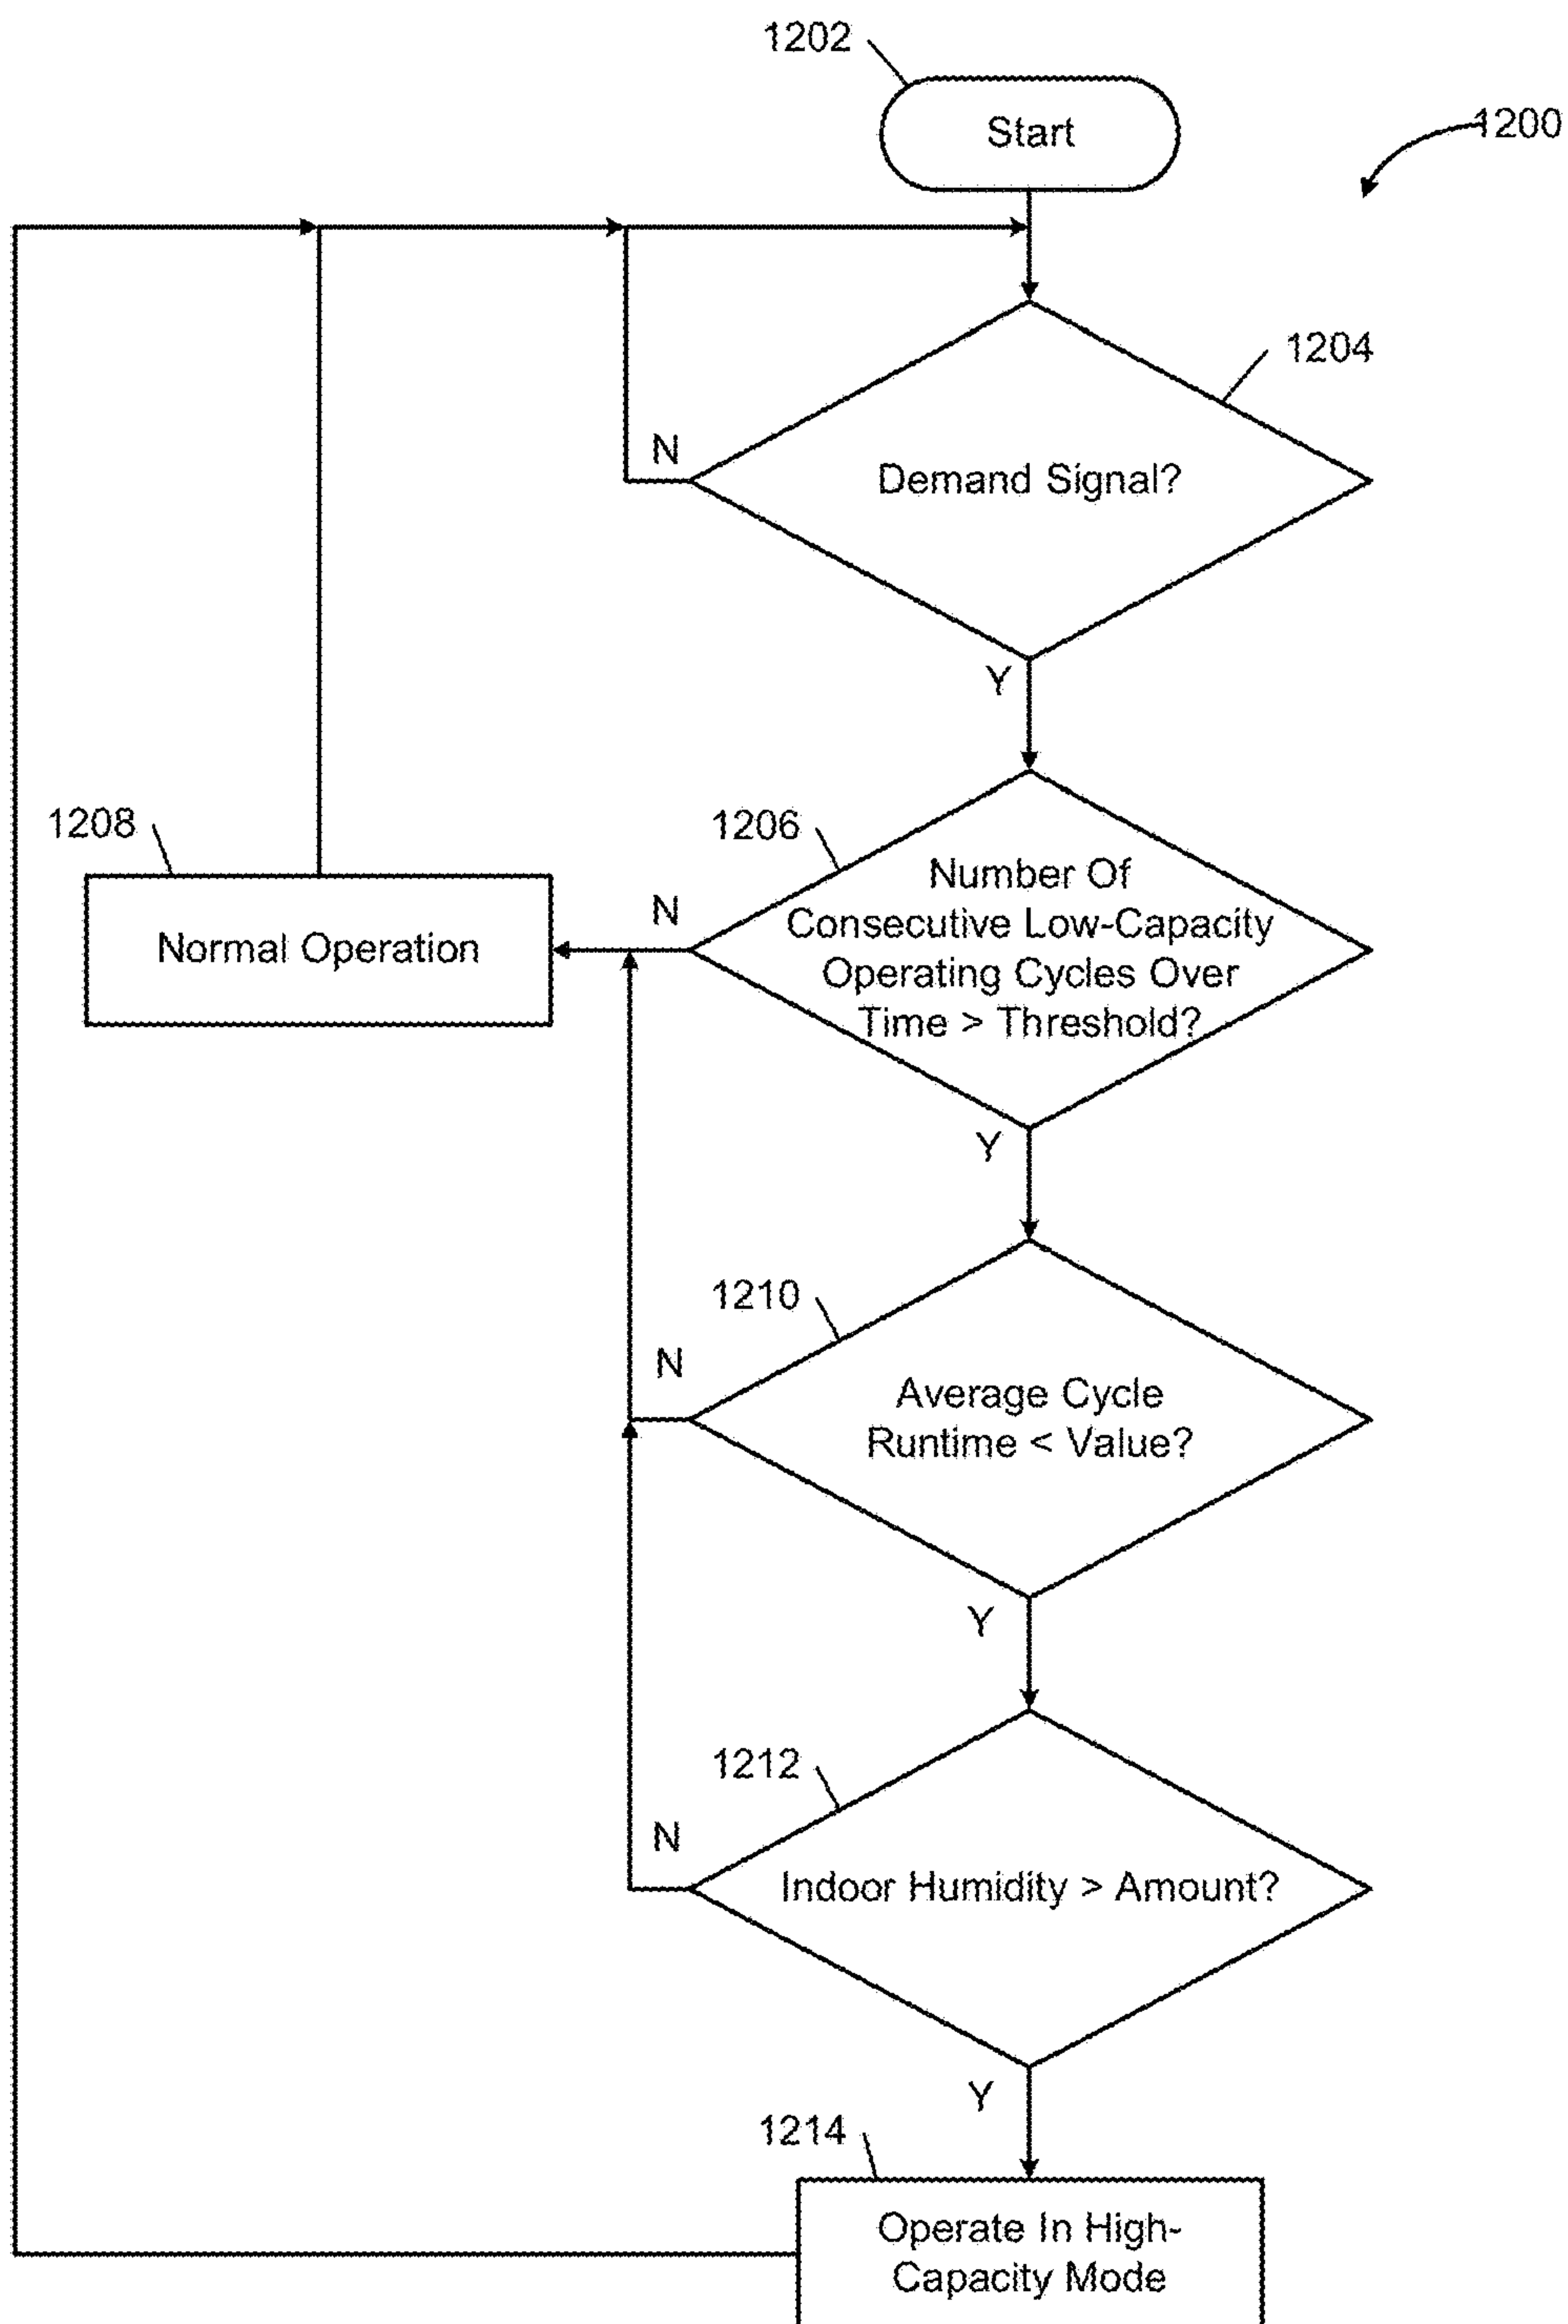 1202
Start
1200
1204
N
Demand Signal?
Y
1208
1206
Normal Operation
N
Number Of
Consecutive Low-Capacity
Operating Cycles Over
Time > Threshold?
Y
1210
N
Average Cycle
Runtime < Value?
Y
1212
N
Indoor Humidity > Amount?
Y
1214
Operate In High-
Capacity Mode